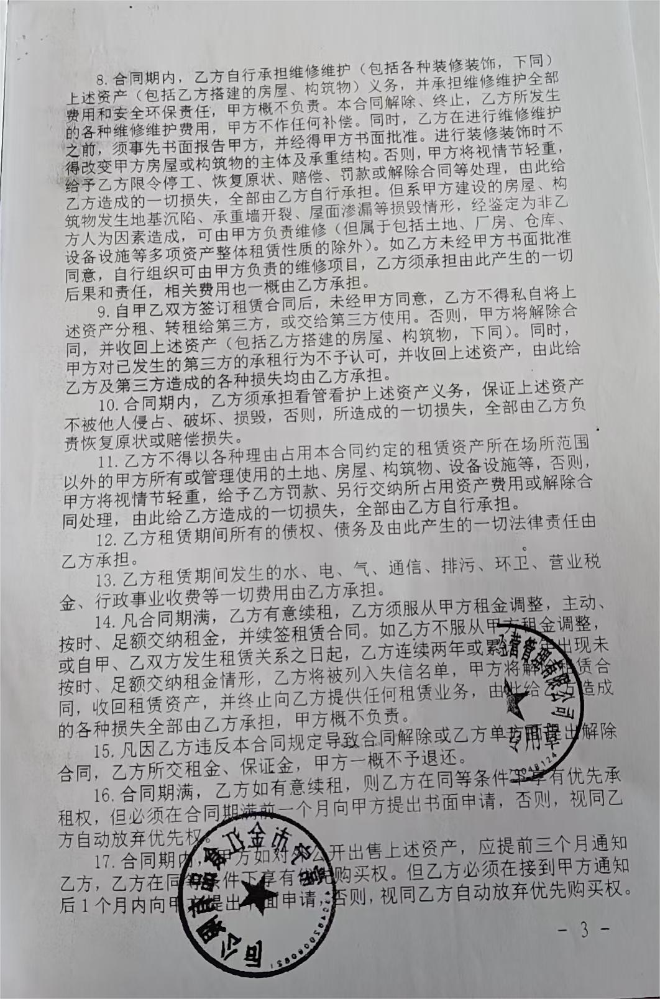 8. 合同期内，乙方自行承担维修维护（包括各种装修装饰，下同）
上述资产（包括乙方搭建的房屋、构筑物）义务，并承担维修维护全部
费用和安全环保责任，甲方概不负责。本合同解除、终止，乙方所发生
的各种维修维护费用，甲方不作任何补偿。同时，乙方在进行维修维护
之前，须事先书面报告甲方，并经得甲方书面批准。进行装修装饰时不
得改变甲方房屋或构筑物的主体及承重结构。否则，甲方将视情节轻重，
给予乙方限令停工、恢复原状、赔偿、罚款或解除合同等处理，由此给
乙方造成的一切损失，全部由乙方自行承担。但系甲方建设的房屋、构
筑物发生地基沉陷、承重墙开裂、屋面渗漏等损毁情形，经鉴定为非乙
方人为因素造成，可由甲方负责维修（但属于包括土地、厂房、仓库、
设备设施等多项资产整体租赁性质的除外）。如乙方未经甲方书面批准
同意，自行组织可由甲方负责的维修项目，乙方须承担由此产生的一切
后果和责任，相关费用也一概由乙方承担。
9. 自甲乙双方签订租赁合同后，未经甲方同意，乙方不得私自将上
述资产分租、转租给第三方，或交给第三方使用。否则，甲方将解除合
同，并收回上述资产（包括乙方搭建的房屋、构筑物，下同）。同时，
甲方对已发生的第三方的承租行为不予认可，并收回上述资产，由此给
乙方及第三方造成的各种损失均由乙方承担。
10. 合同期内，乙方须承担看管看护上述资产义务，保证上述资产
不被他人侵占、破坏、损毁，否则，所造成的一切损失，全部由乙方负
责恢复原状或赔偿损失。
11. 乙方不得以各种理由占用本合同约定的租赁资产所在场所范围
以外的甲方所有或管理使用的土地、房屋、构筑物、设备设施等，否则，
甲方将视情节轻重，给予乙方罚款、另行交纳所占用资产费用或解除合
同处理，由此给乙方造成的一切损失，全部由乙方自行承担。
12. 乙方租赁期间所有的债权、债务及由此产生的一切法律责任由
乙方承担。
13. 乙方租赁期间发生的水、电、气、通信、排污、环卫、营业税
金、行政事业收费等一切费用由乙方承担。
14. 凡合同期满，乙方有意续租，乙方须服从甲方租金调整，主动、
按时、足额交纳租金，并续签租赁合同。如乙方不服从甲方租金调整，
或自甲、乙双方发生租赁关系之日起，乙方连续两年或累计 年出现未
按时、足额交纳租金情形，乙方将被列入失信名单，甲方将解除租赁合
同，收回租赁资产，并终止向乙方提供任何租赁业务，由此给乙方造成
的各种损失全部由乙方承担，甲方概不负责。
15. 凡因乙方违反本合同规定导致合同解除或乙方单方面提出解除
合同，乙方所交租金、保证金，甲方一概不予退还。
16. 合同期满，乙方如有意续租，则乙方在同等条件下享有优先承
租权，但必须在合同期满前一个月向甲方提出书面申请，否则，视同乙
方自动放弃优先权。
17. 合同期内，甲方如对外公开出售上述资产，应提前三个月通知
乙方，乙方在同等条件下享有优先购买权。但乙方必须在接到甲方通知
后1个月内向甲方提出书面申请，否则，视同乙方自动放弃优先购买权。
营管理有限公司
专用章
市金江食品有限公司
- 3 -